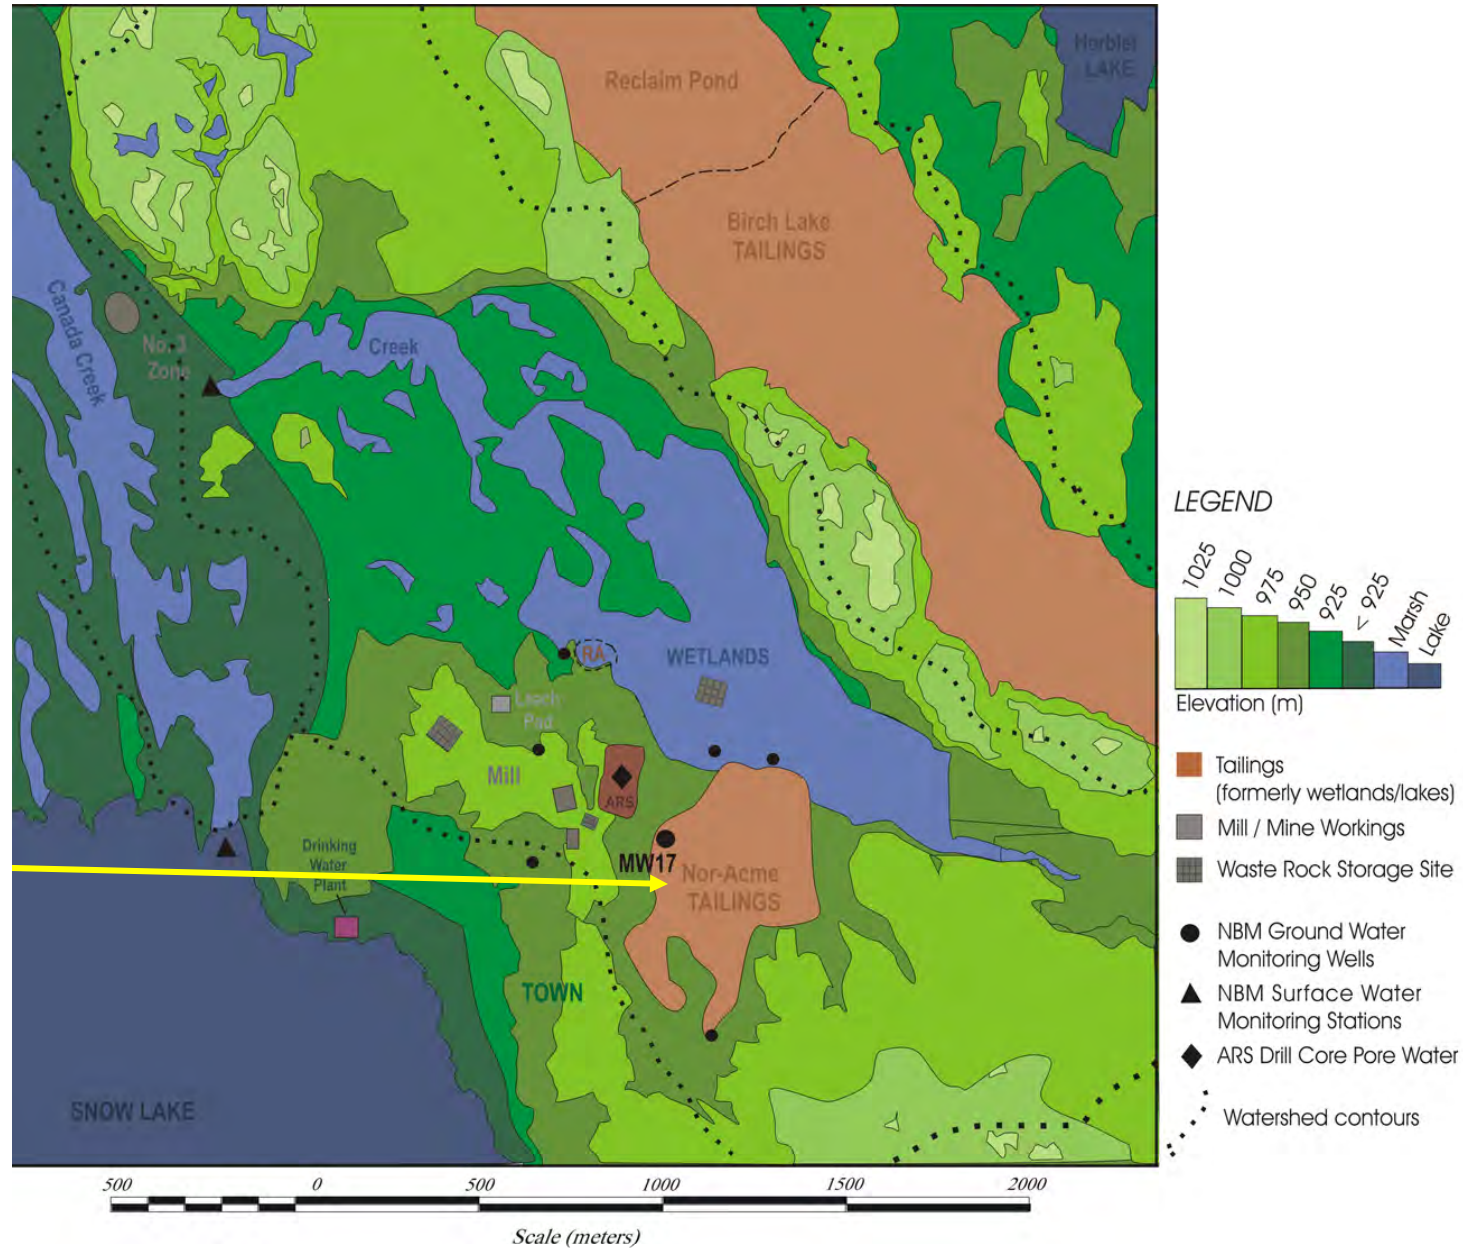 Horblet
LAKE
Reclaim Pond
Birch Lake
TAILINGS
Canada Creek
No. 3
Zone
Creek
RA
WETLANDS
Leach
Pad
Mill
ARS
Drinking
Water
Plant
MW17
Nor-Acme
TAILINGS
TOWN
SNOW LAKE
LEGEND
1025
1000
975
950
925
< 925
Marsh
Lake
Elevation (m)
Tailings
(formerly wetlands/lakes)
Mill / Mine Workings
Waste Rock Storage Site
NBM Ground Water
Monitoring Wells
NBM Surface Water
Monitoring Stations
ARS Drill Core Pore Water
Watershed contours
500 0 500 1000 1500 2000
Scale (meters)